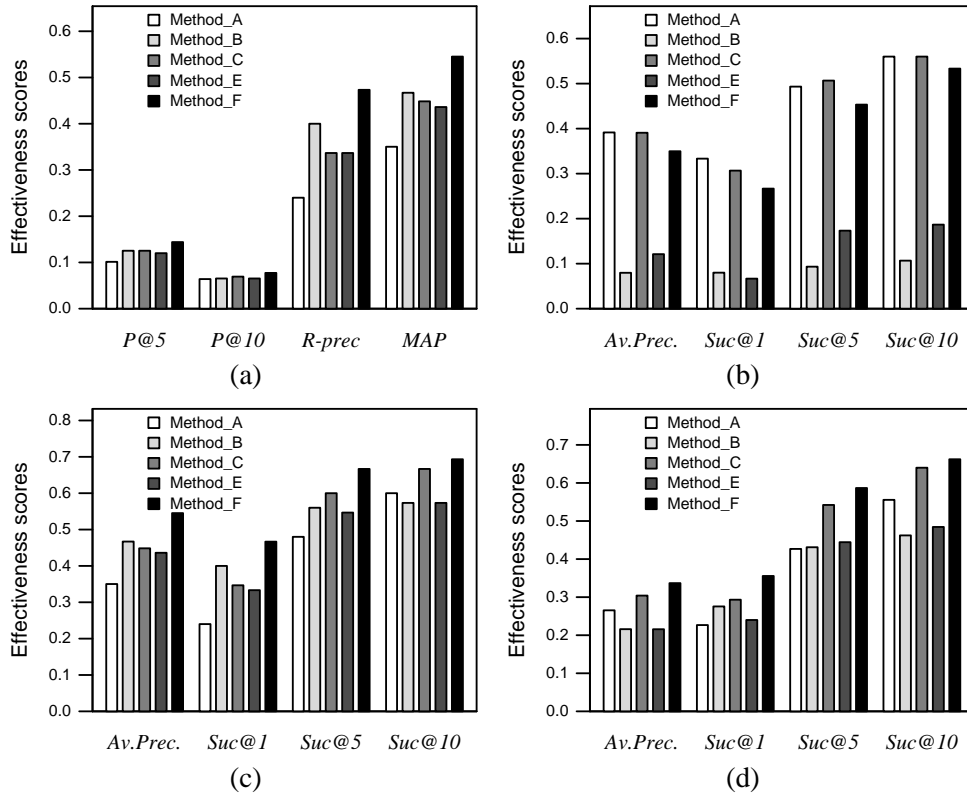 Effectiveness scores
0.6
0.5
0.4
0.3
0.2
0.1
0.0
Method_A
Method_B
Method_C
Method_E
Method_F
P@5 P@10 R-prec MAP
(a)
Effectiveness scores
0.6
0.5
0.4
0.3
0.2
0.1
0.0
Method_A
Method_B
Method_C
Method_E
Method_F
Av.Prec. Suc@1 Suc@5 Suc@10
(b)
Effectiveness scores
0.8
0.7
0.6
0.5
0.4
0.3
0.2
0.1
0.0
Method_A
Method_B
Method_C
Method_E
Method_F
Av.Prec. Suc@1 Suc@5 Suc@10
(c)
Effectiveness scores
0.7
0.6
0.5
0.4
0.3
0.2
0.1
0.0
Method_A
Method_B
Method_C
Method_E
Method_F
Av.Prec. Suc@1 Suc@5 Suc@10
(d)